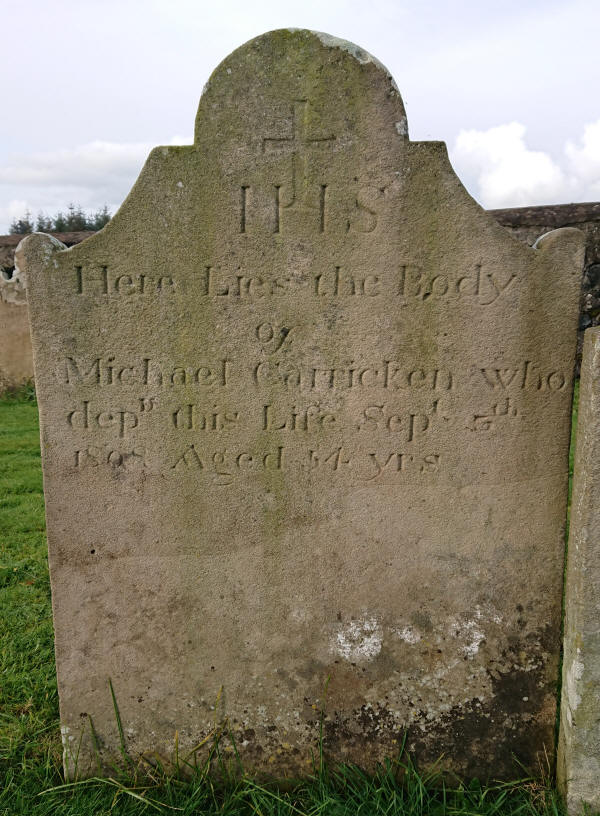 IHS
Here Lies the Body
of
Michael Carricken who
depd this Life Sept 5th
1808 Aged 54 yrs